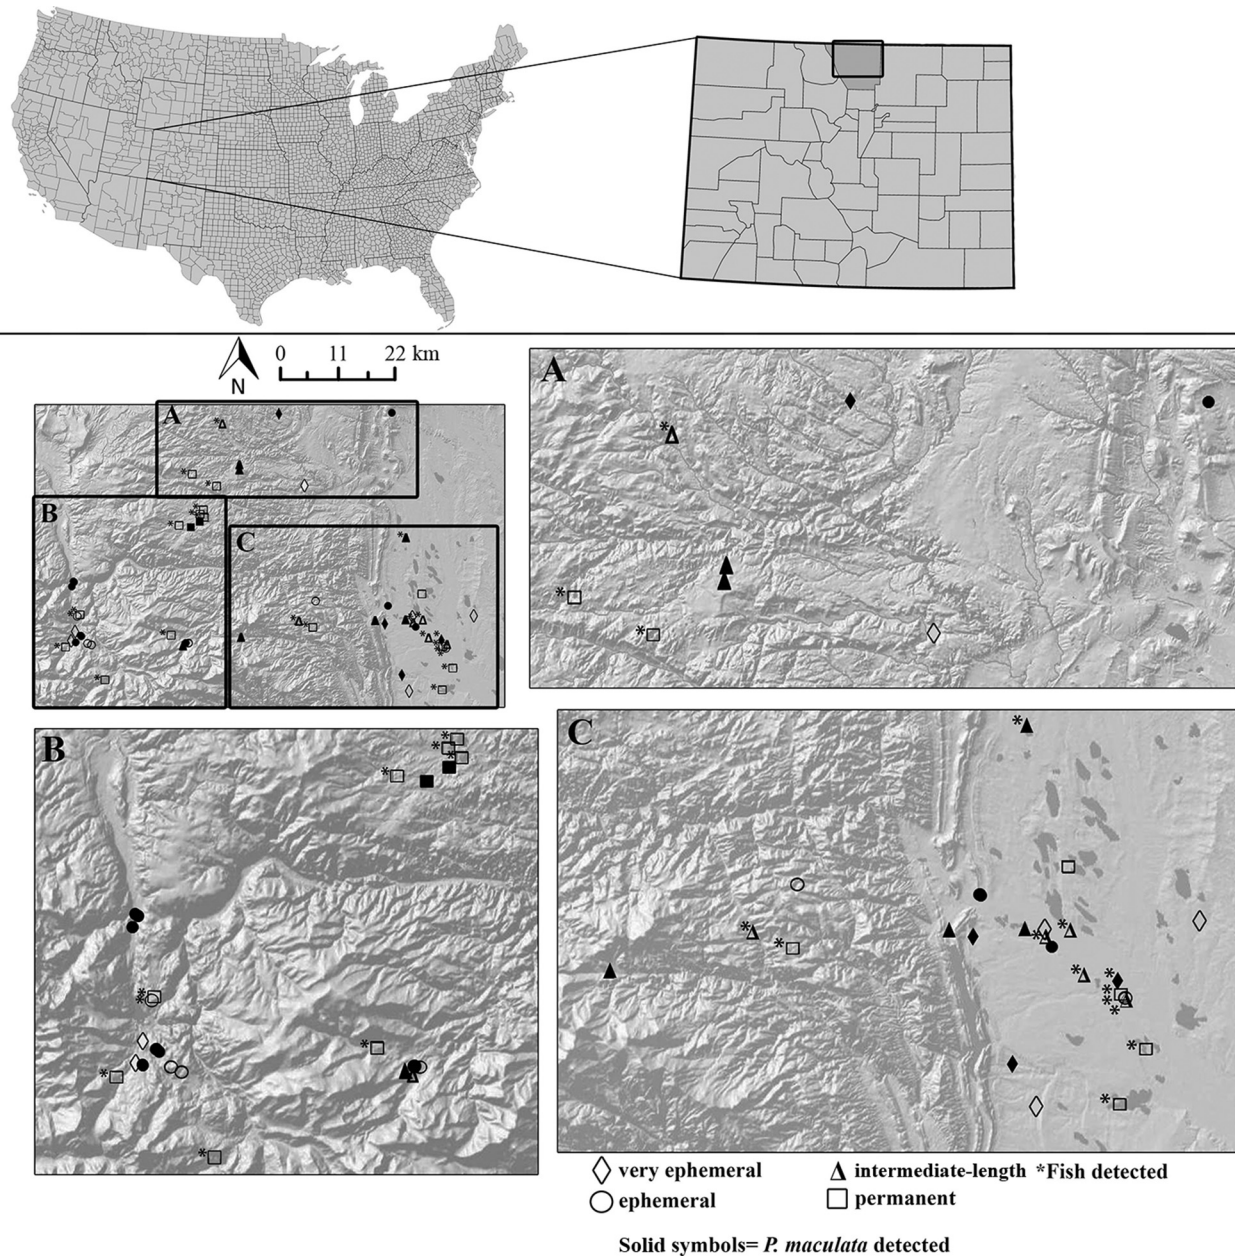 0 11 22 km
N
A
B
C
A
B
C
very ephemeral
intermediate-length *Fish detected
ephemeral
permanent
Solid symbols= P. maculata detected